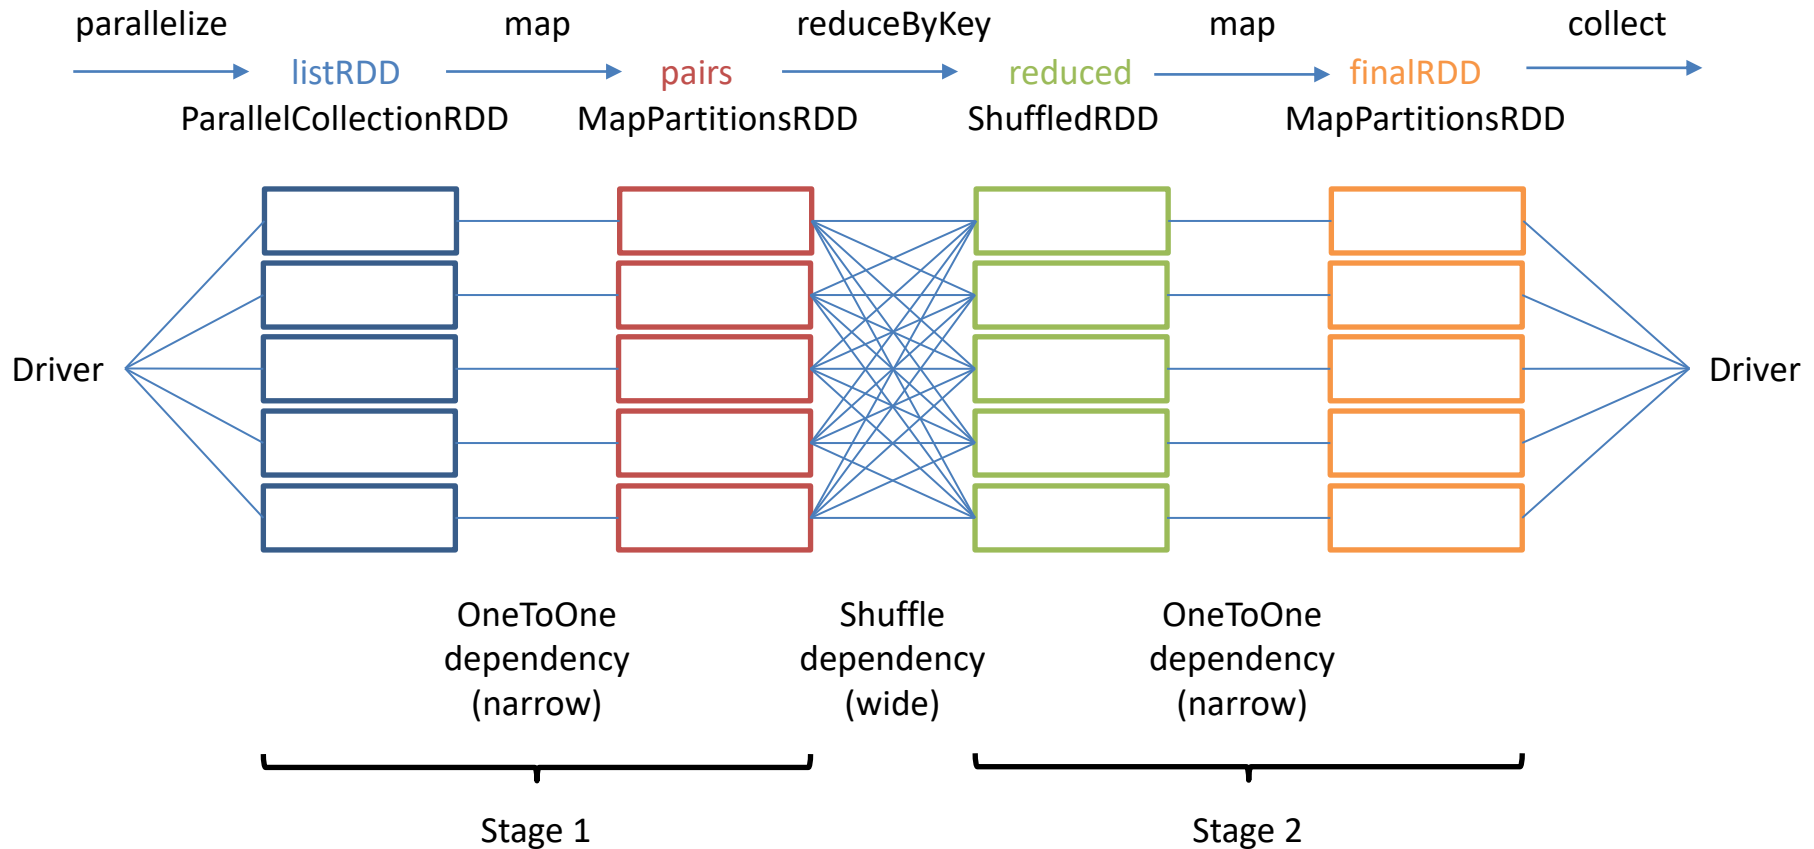 parallelize map reduceByKey map collect
listRDD pairs reduced finalRDD
ParallelCollectionRDD MapPartitionsRDD ShuffledRDD MapPartitionsRDD
Driver Driver
OneToOne Shuffle OneToOne
dependency dependency dependency
(narrow) (wide) (narrow)
Stage 1 Stage 2